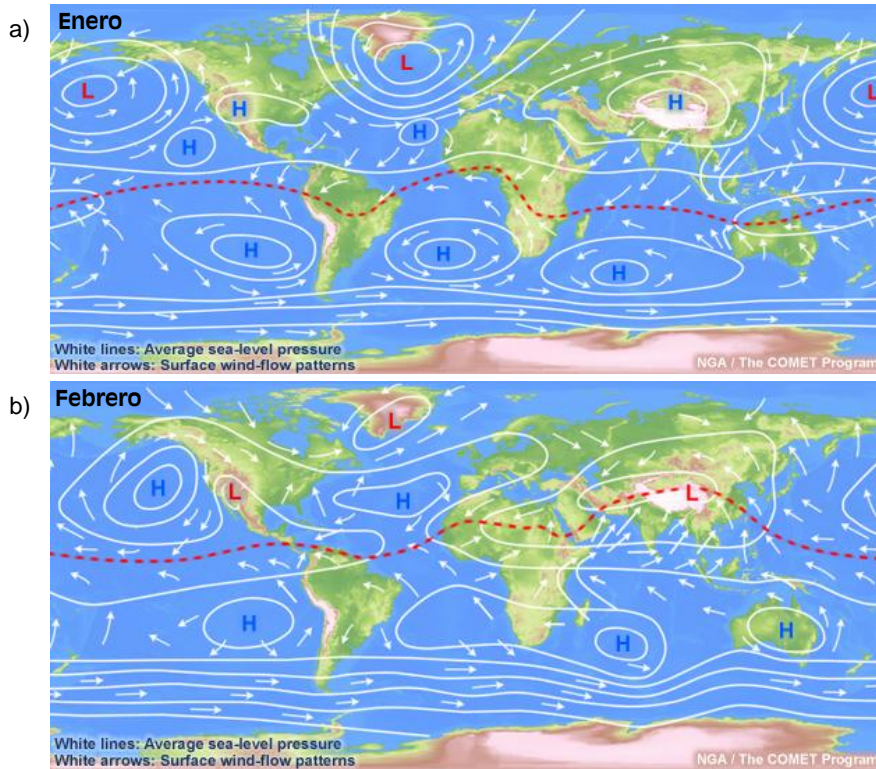 a)
Enero
L
L
L
H
H
H
H
H
H
H
White lines: Average sea-level pressure
White arrows: Surface wind-flow patterns
NGA / The COMET Program
b)
Febrero
L
H
L
H
L
H
H
H
White lines: Average sea-level pressure
White arrows: Surface wind-flow patterns
NGA / The COMET Program